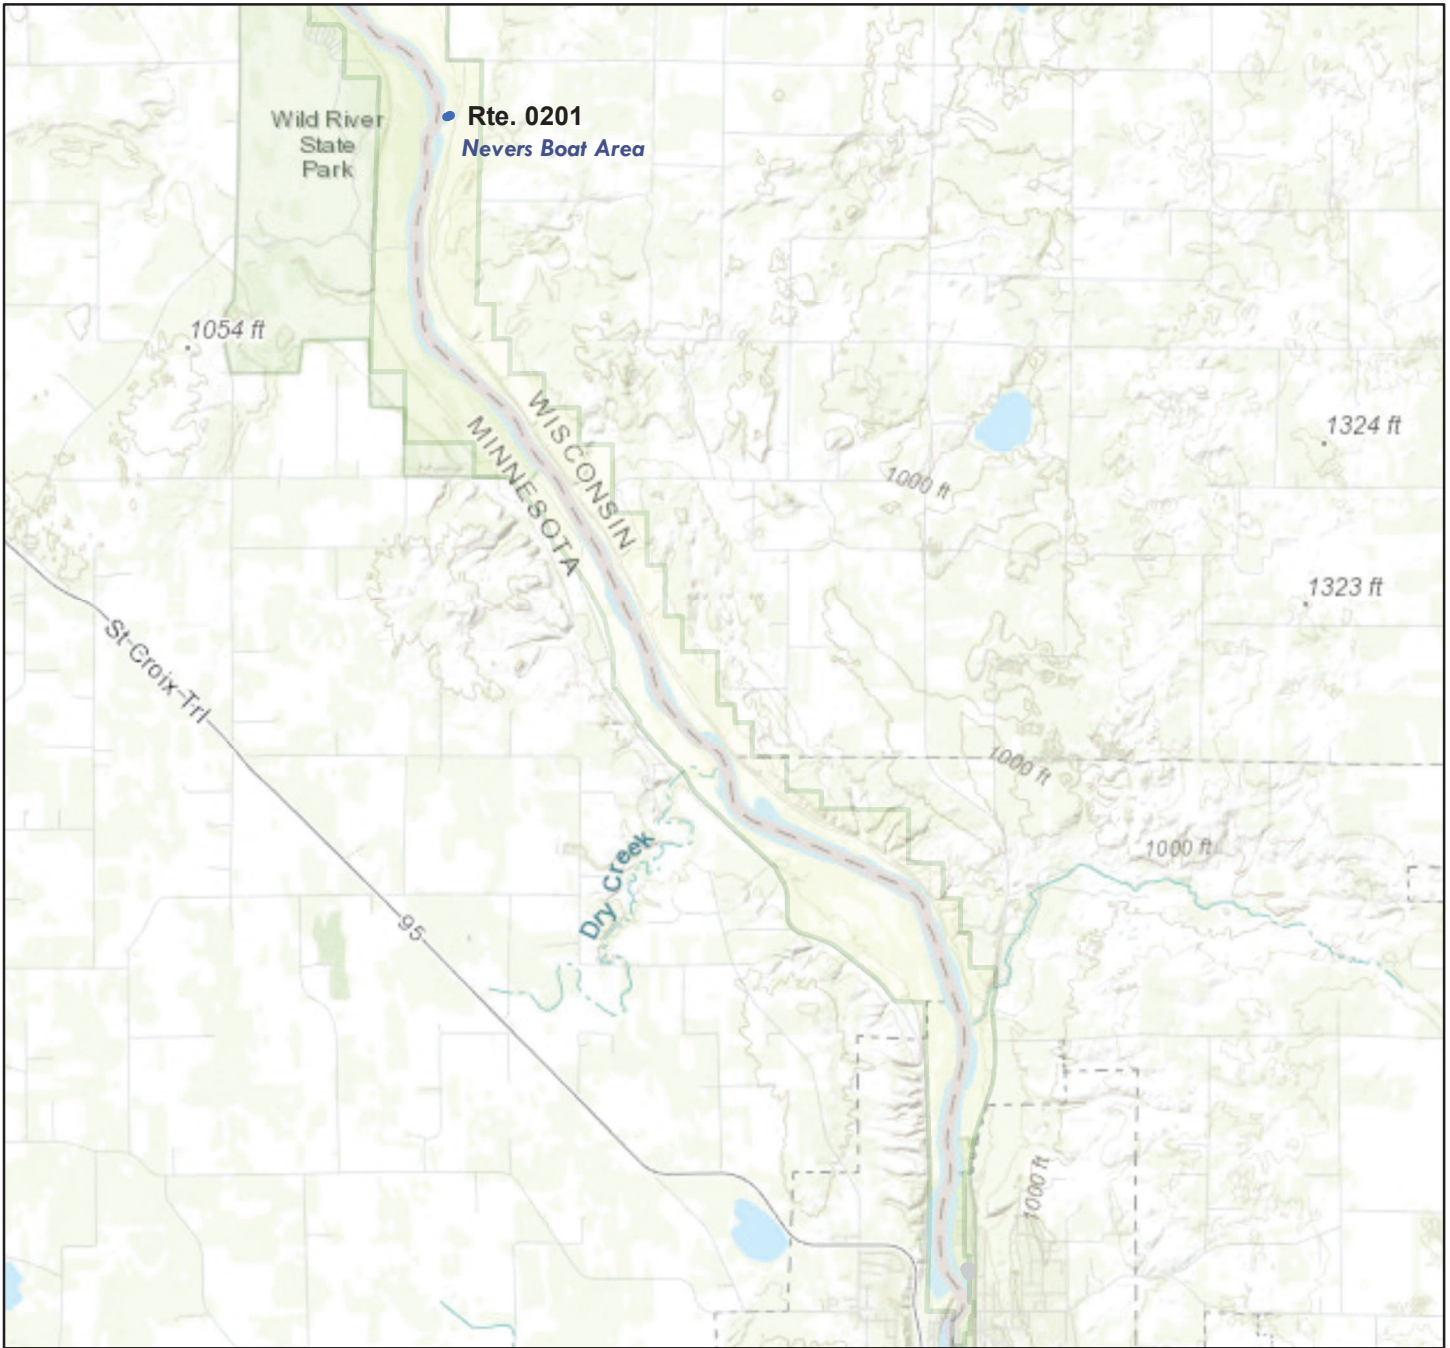 Rte. 0201
Nevers Boat Area
Wild River
State
Park
1054 ft
WISCONSIN
MINNESOTA
1324 ft
1000 ft
1323 ft
St-Croix-Trl
1000 ft
Dry Creek
1000 ft
95
1000 ft